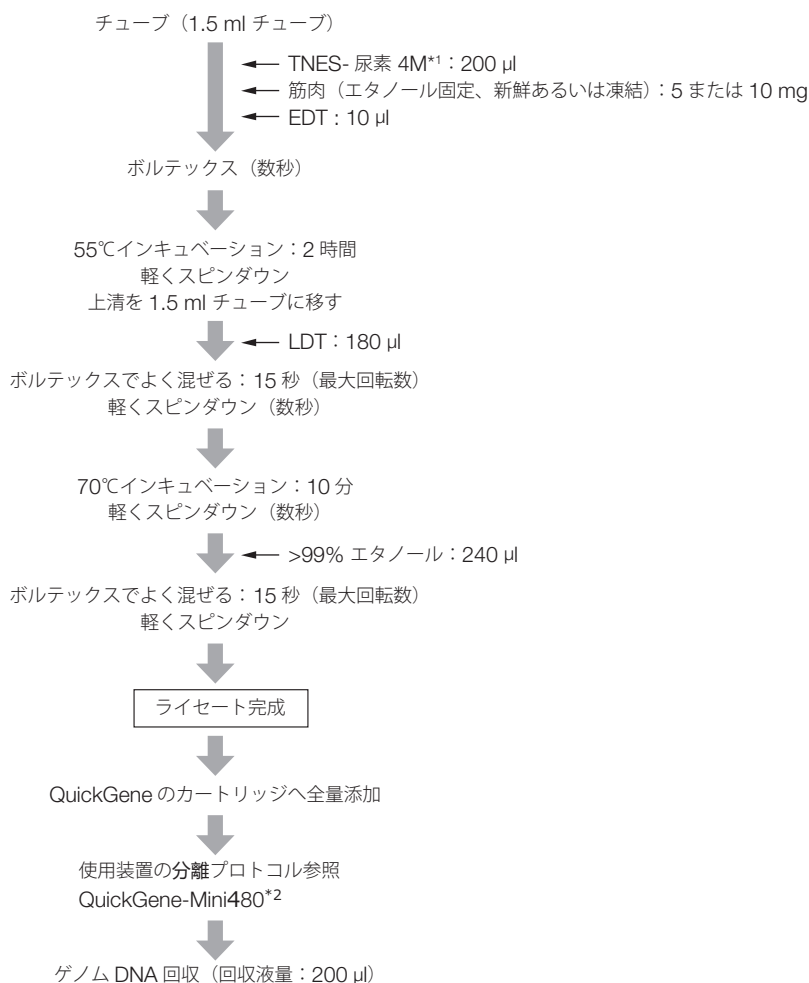 チューブ（1.5 ml チューブ）
TNES- 尿素 4M*1：200 μl
筋肉（エタノール固定、新鮮あるいは凍結）：5 または 10 mg
EDT : 10 μl
ボルテックス（数秒）
55℃インキュベーション：2 時間
軽くスピンダウン
上清を 1.5 ml チューブに移す
LDT：180 μl
ボルテックスでよく混ぜる：15 秒（最大回転数）
軽くスピンダウン（数秒）
70℃インキュベーション：10 分
軽くスピンダウン（数秒）
>99% エタノール：240 μl
ボルテックスでよく混ぜる：15 秒（最大回転数）
軽くスピンダウン
ライセート完成
QuickGene のカートリッジへ全量添加
使用装置の分離プロトコル参照
QuickGene-Mini480*2
ゲノム DNA 回収（回収液量：200 μl）